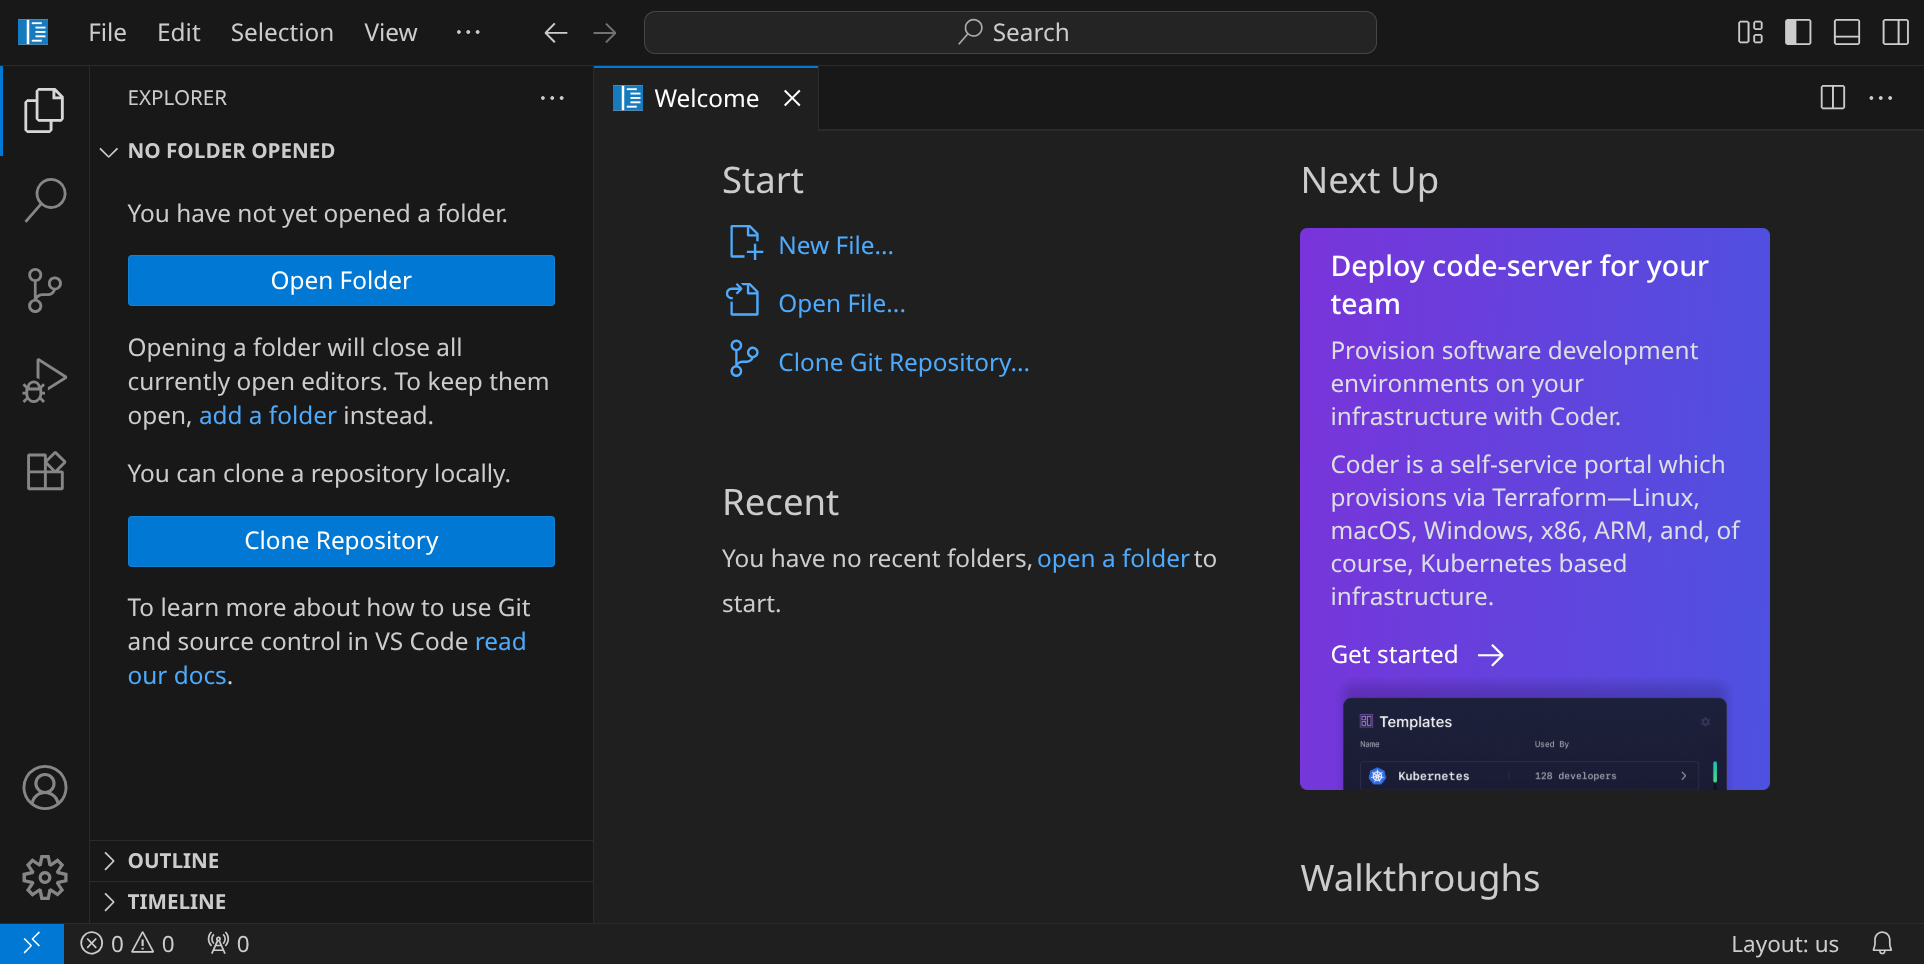 File Edit Selection View ···
Search
EXPLORER
NO FOLDER OPENED
You have not yet opened a folder.
Open Folder
Opening a folder will close all
currently open editors. To keep them
open, add a folder instead.
You can clone a repository locally.
Clone Repository
To learn more about how to use Git
and source control in VS Code read
our docs.
OUTLINE
TIMELINE
Welcome
Start
New File...
Open File...
Clone Git Repository...
Recent
You have no recent folders, open a folder to
start.
Next Up
Deploy code-server for your
team
Provision software development
environments on your
infrastructure with Coder.
Coder is a self-service portal which
provisions via Terraform—Linux,
macOS, Windows, x86, ARM, and, of
course, Kubernetes based
infrastructure.
Get started
Templates
Name Used By
Kubernetes 128 developers
Walkthroughs
0 0 0
Layout: us